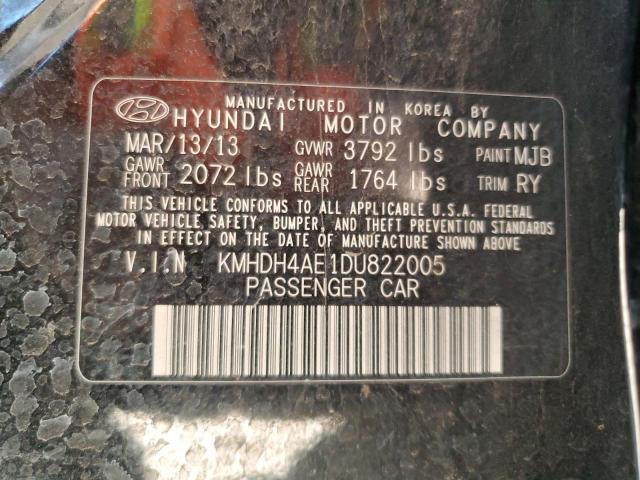 MANUFACTURED IN KOREA BY
HYUNDAI MOTOR COMPANY
MAR/13/13 GVWR 3792 lbs PAINT MJB
GAWR FRONT 2072 lbs GAWR REAR 1764 lbs TRIM RY
THIS VEHICLE CONFORMS TO ALL APPLICABLE U.S.A. FEDERAL
MOTOR VEHICLE SAFETY, BUMPER, AND THEFT PREVENTION STANDARDS
IN EFFECT ON THE DATE OF MANUFACTURE SHOWN ABOVE.
V.I.N KMHDH4AE1DU822005
PASSENGER CAR